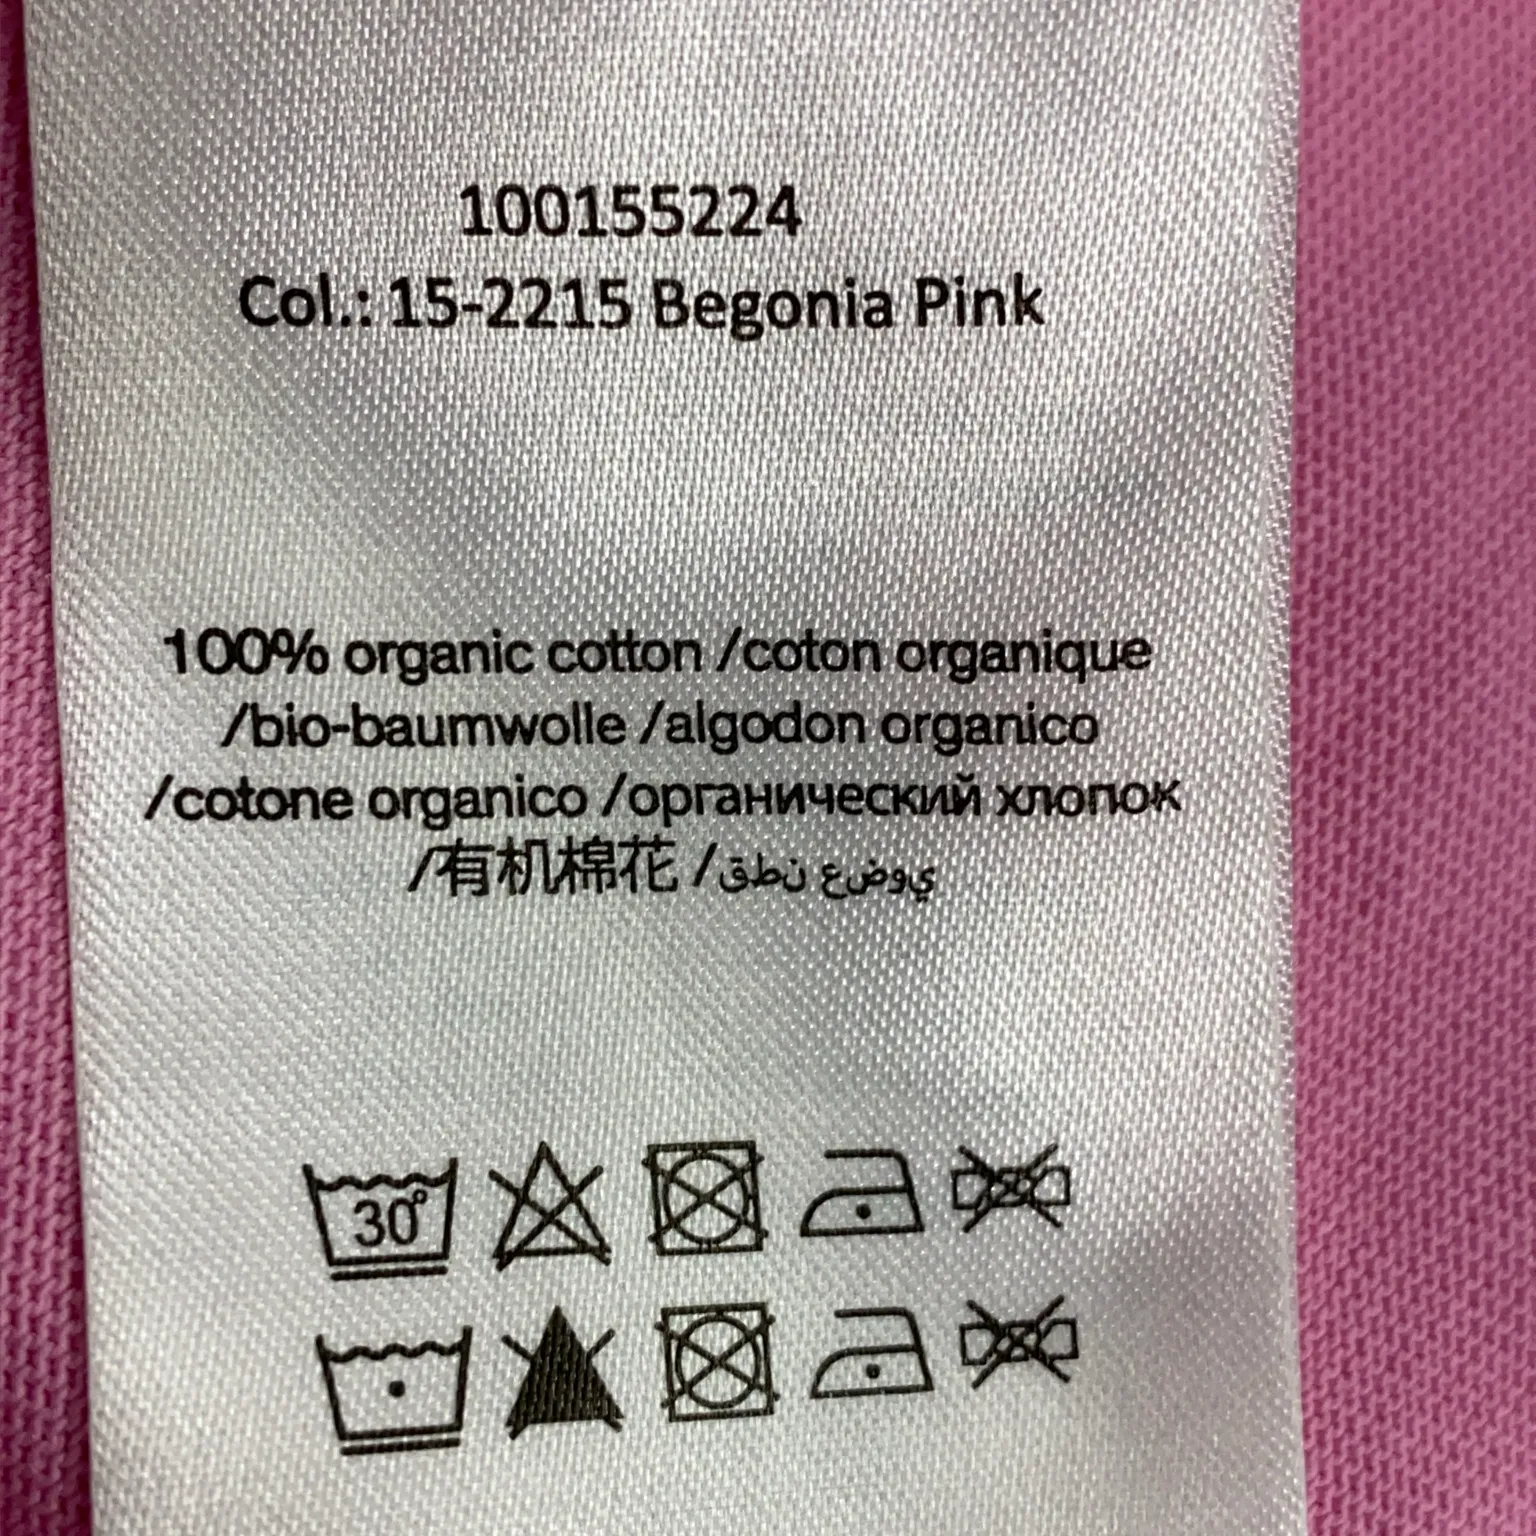 100155224
Col.: 15-2215 Begonia Pink
100% organic cotton /coton organique
/bio-baumwolle /algodon organico
/cotone organico /органический хлопок
/有机棉花 /قطن عضوي
30°